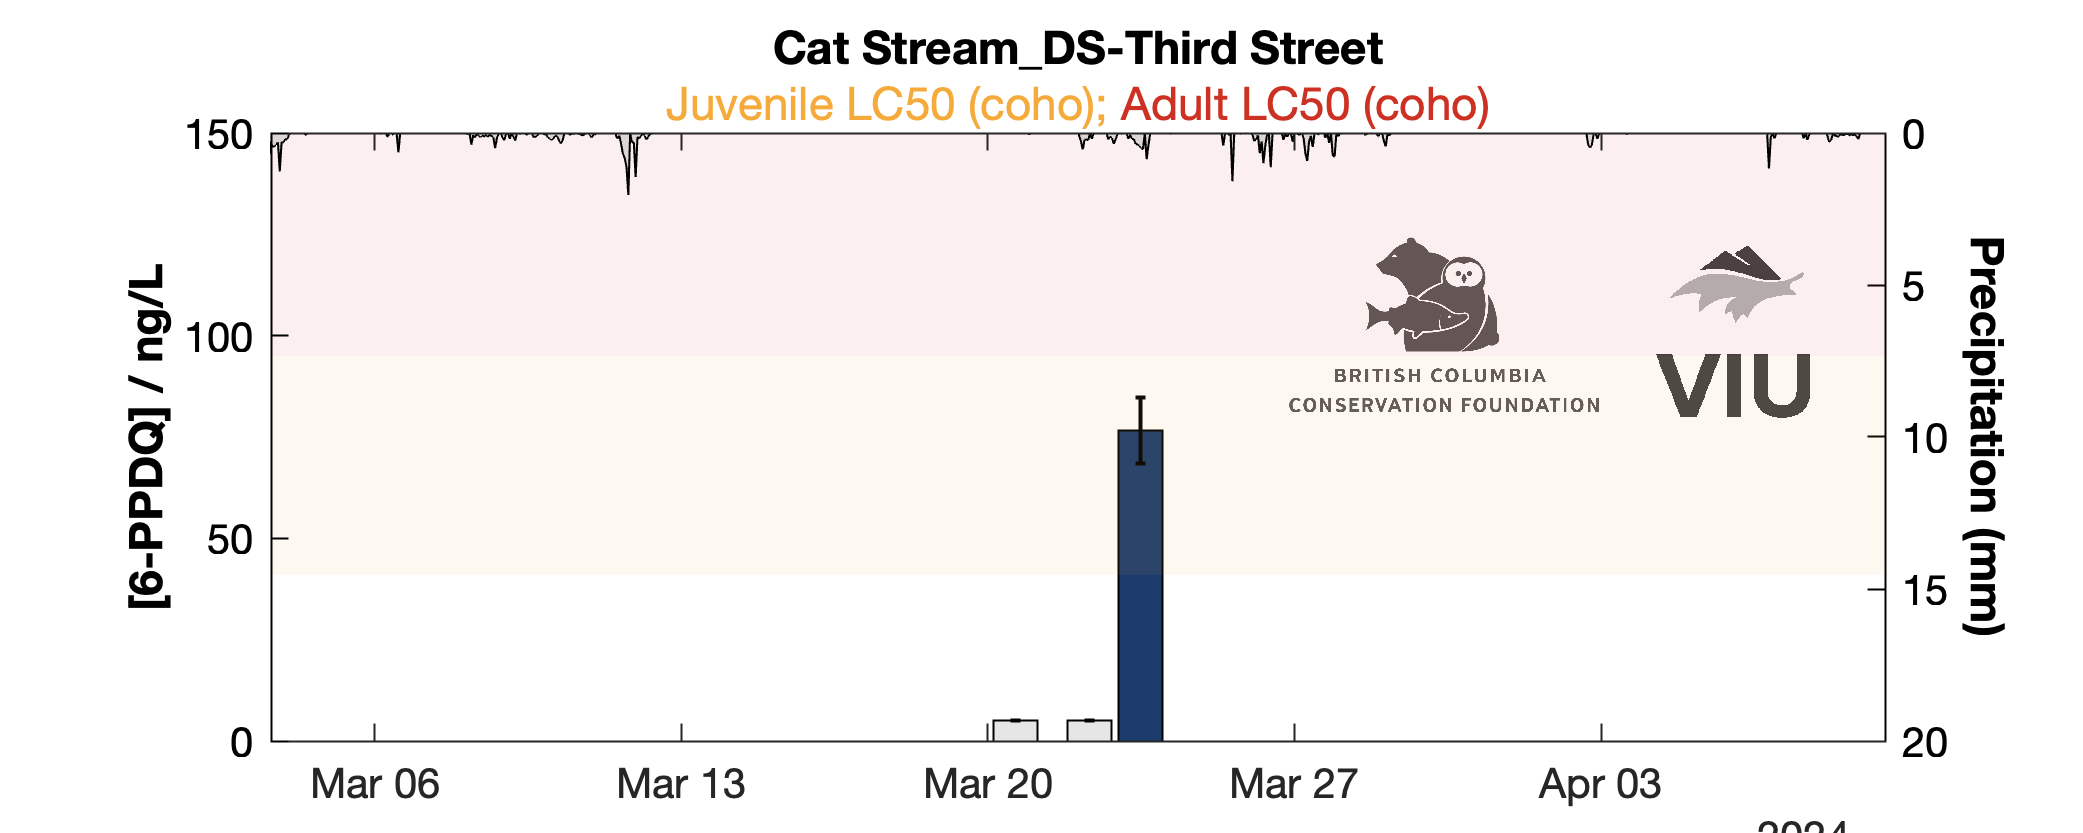 Cat Stream_DS-Third Street
Juvenile LC50 (coho); Adult LC50 (coho)
[6-PPDQ] / ng/L
150
100
50
0
0
5
10
15
20
Precipitation (mm)
BRITISH COLUMBIA
CONSERVATION FOUNDATION
VIU
Mar 06
Mar 13
Mar 20
Mar 27
Apr 03
2024